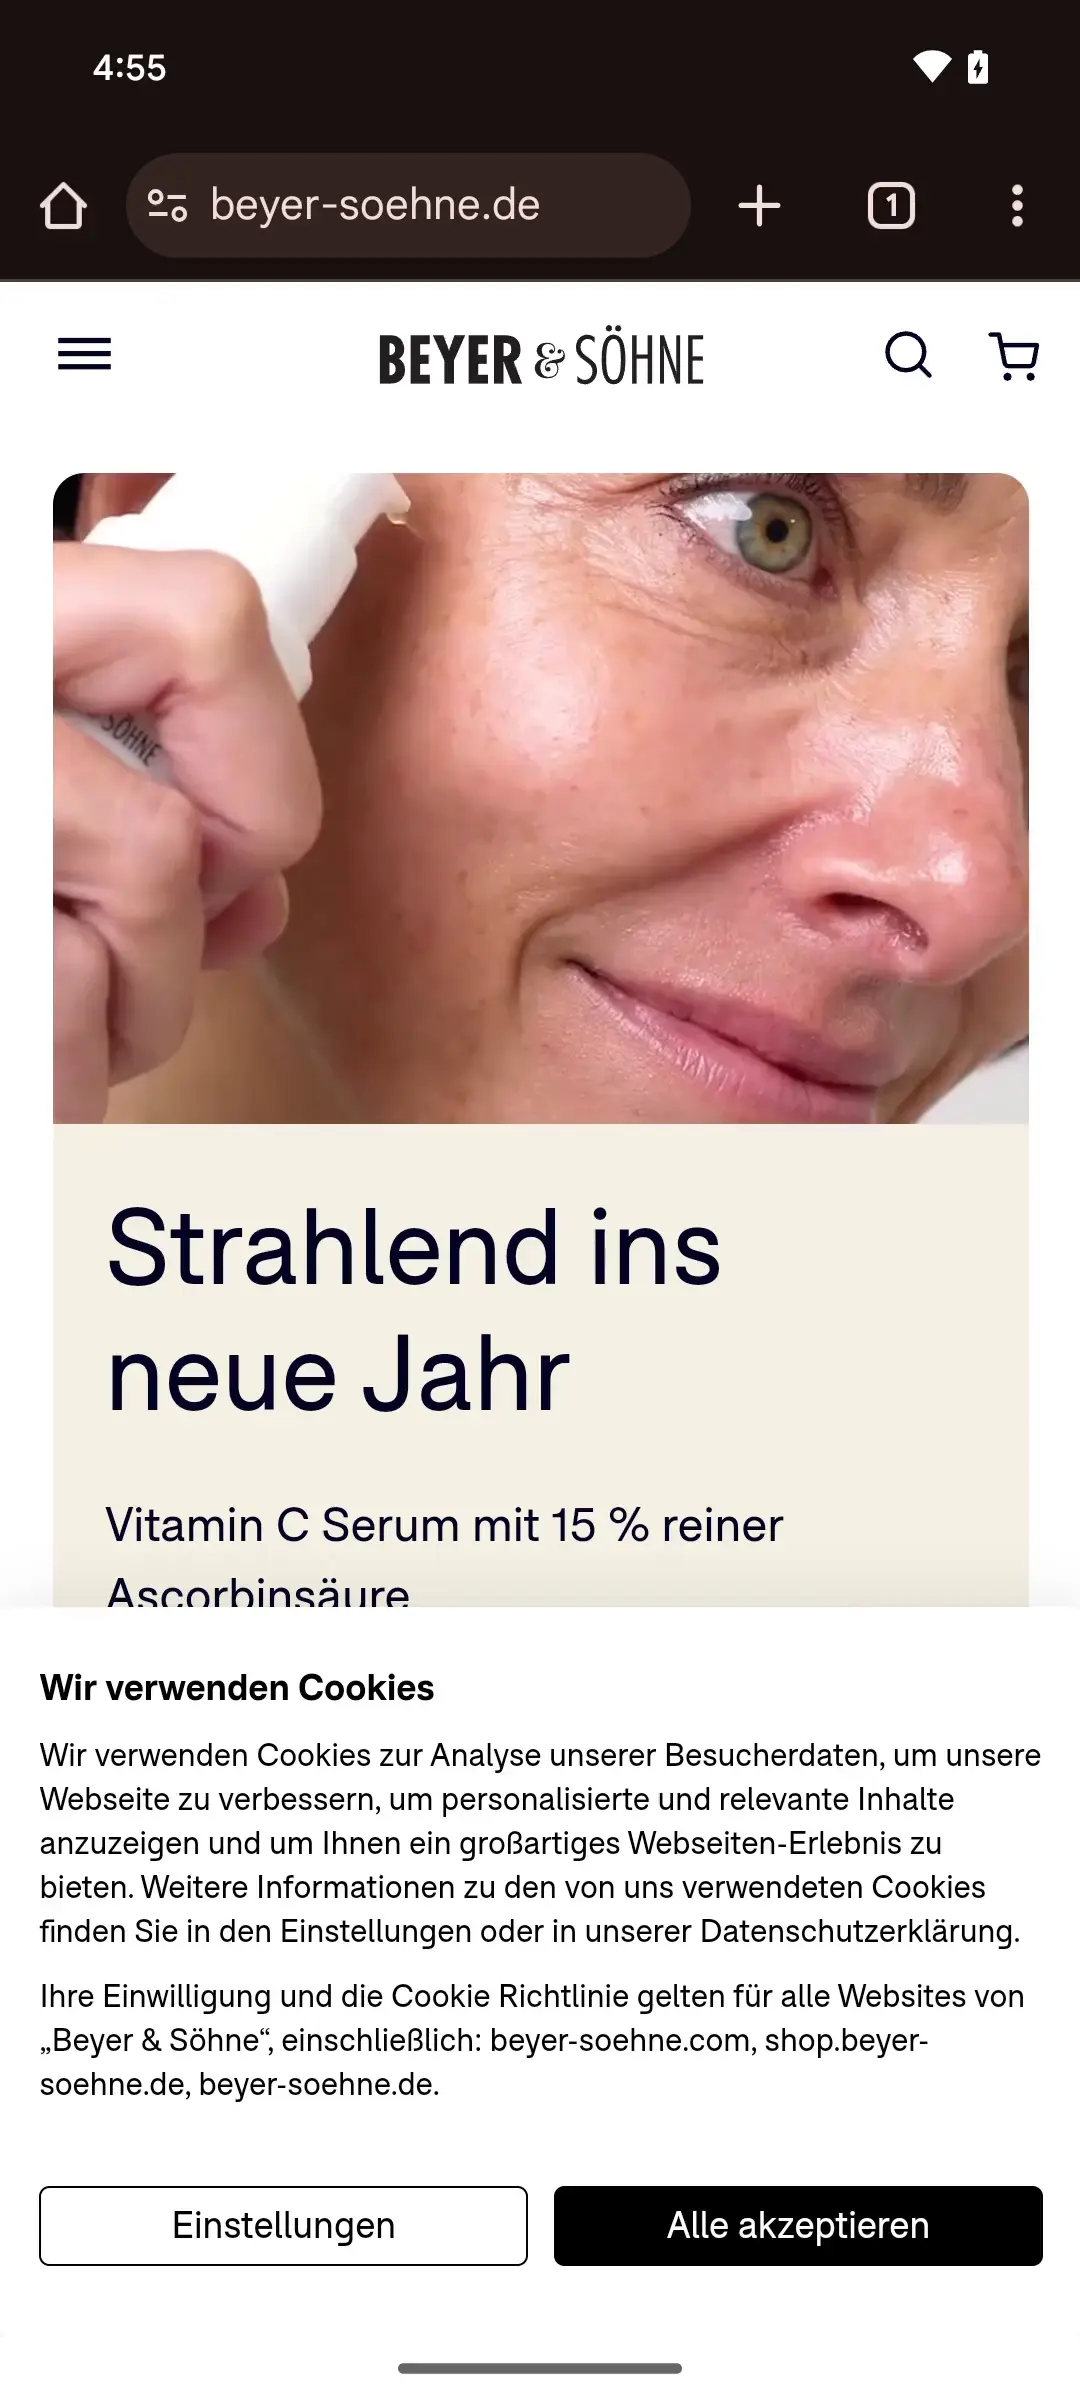 4:55
beyer-soehne.de
1
BEYER & SÖHNE
SÖHNE
Strahlend ins
neue Jahr
Vitamin C Serum mit 15 % reiner
Ascorbinsäure
Wir verwenden Cookies
Wir verwenden Cookies zur Analyse unserer Besucherdaten, um unsere
Webseite zu verbessern, um personalisierte und relevante Inhalte
anzuzeigen und um Ihnen ein großartiges Webseiten-Erlebnis zu
bieten. Weitere Informationen zu den von uns verwendeten Cookies
finden Sie in den Einstellungen oder in unserer Datenschutzerklärung.
Ihre Einwilligung und die Cookie Richtlinie gelten für alle Websites von
„Beyer & Söhne“, einschließlich: beyer-soehne.com, shop.beyer-
soehne.de, beyer-soehne.de.
Einstellungen
Alle akzeptieren